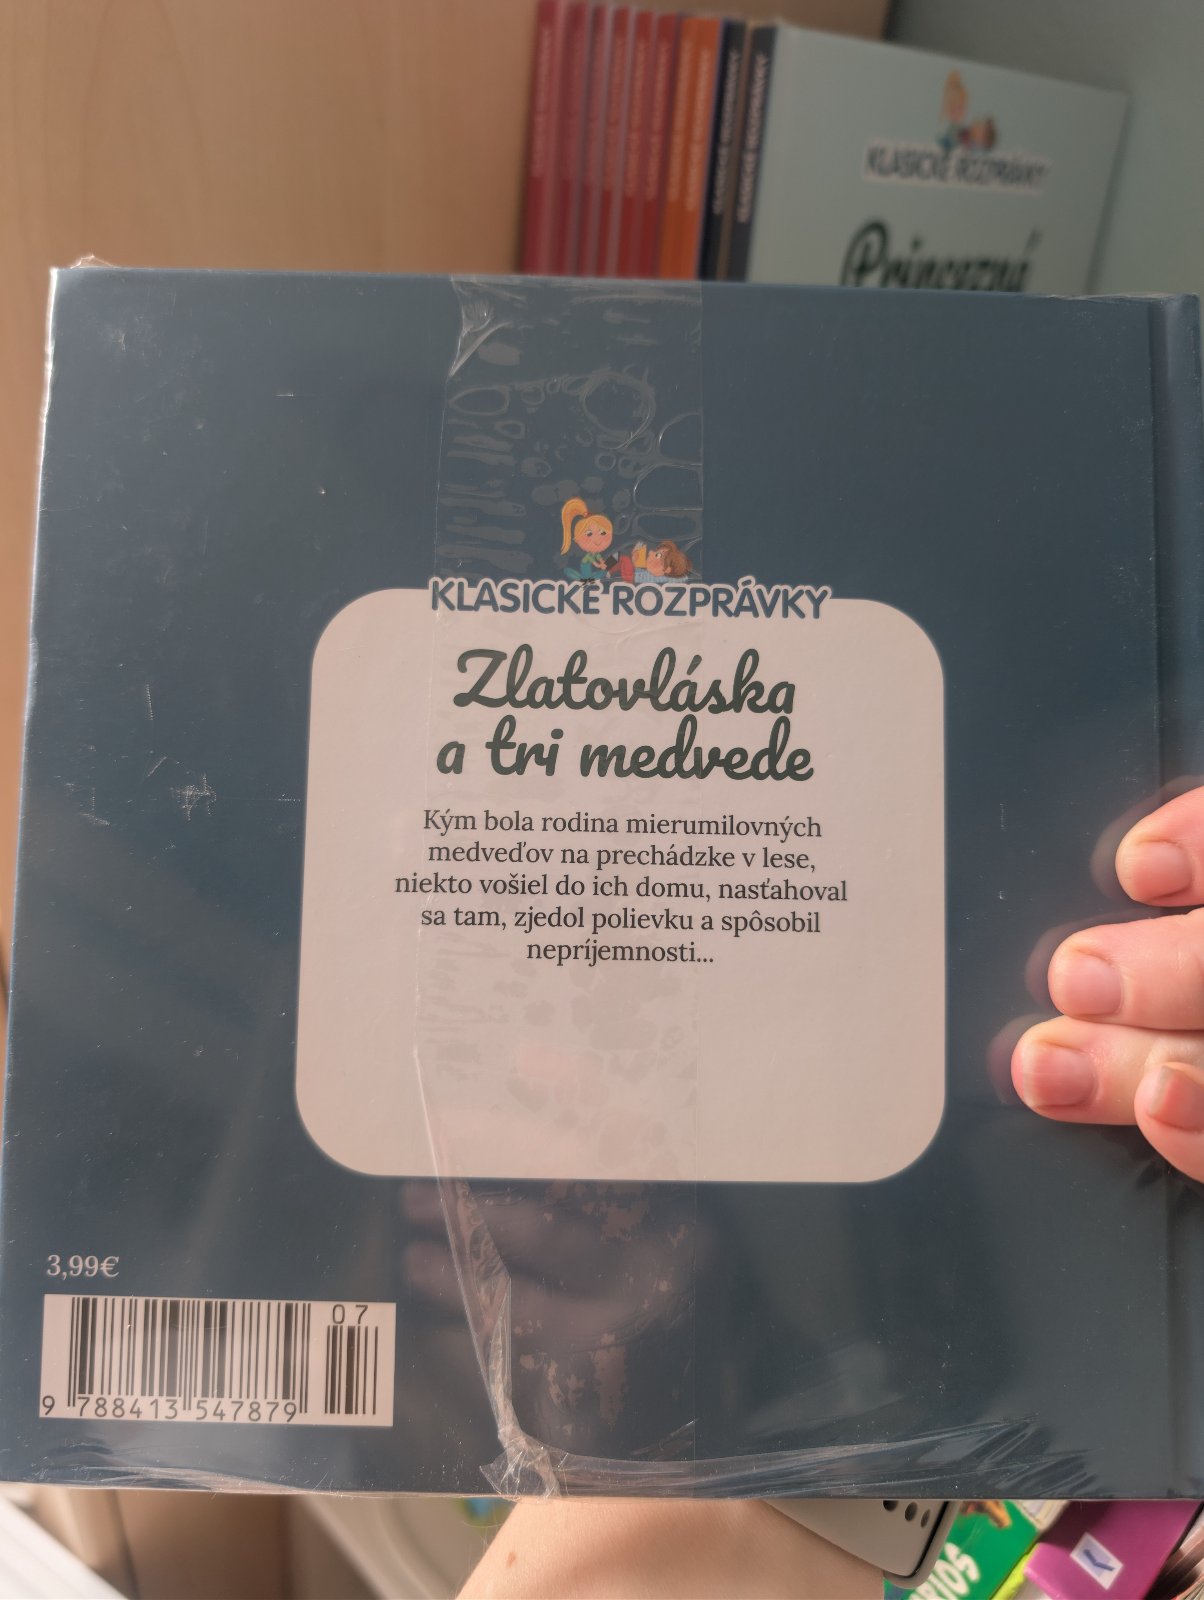 KLASICKÉ ROZPRÁVKY
Princezná
KLASICKÉ ROZPRÁVKY
Zlatovláska
a tri medvede
Kým bola rodina mierumilovných
medveďov na prechádzke v lese,
niekto vošiel do ich domu, nasťahoval
sa tam, zjedol polievku a spôsobil
nepríjemnosti...
3,99€
07
9 788413 547879